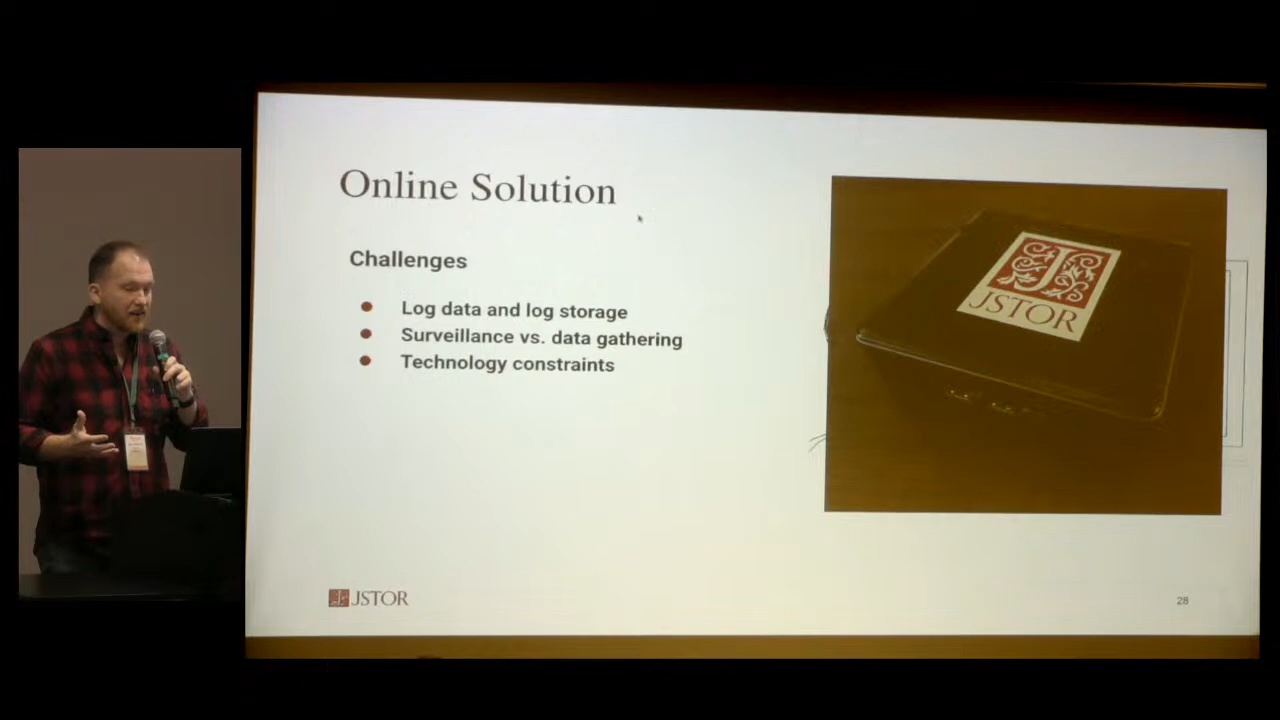 Online Solution
Challenges
Log data and log storage
Surveillance vs. data gathering
Technology constraints
JSTOR
JSTOR
28